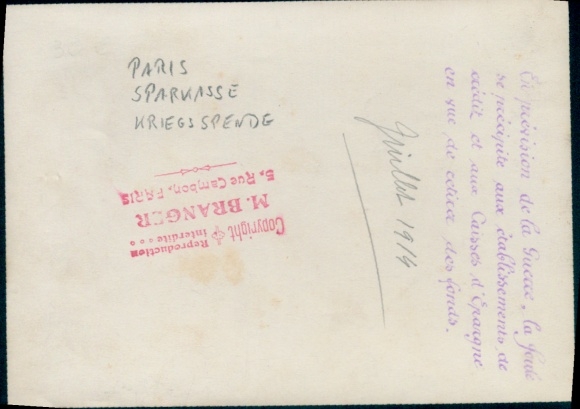 PARIS
SPARKASSE
KRIEGSSPENDE
Copyright Reproduction
Interdite
M. BRANGER
5, Rue Cambon, PARIS
Juillet 1914
En prévision de la Guerre, la foule
se précipite aux établissements de
crédit et aux Caisses d'Epargne
en vue de retirer des fonds.